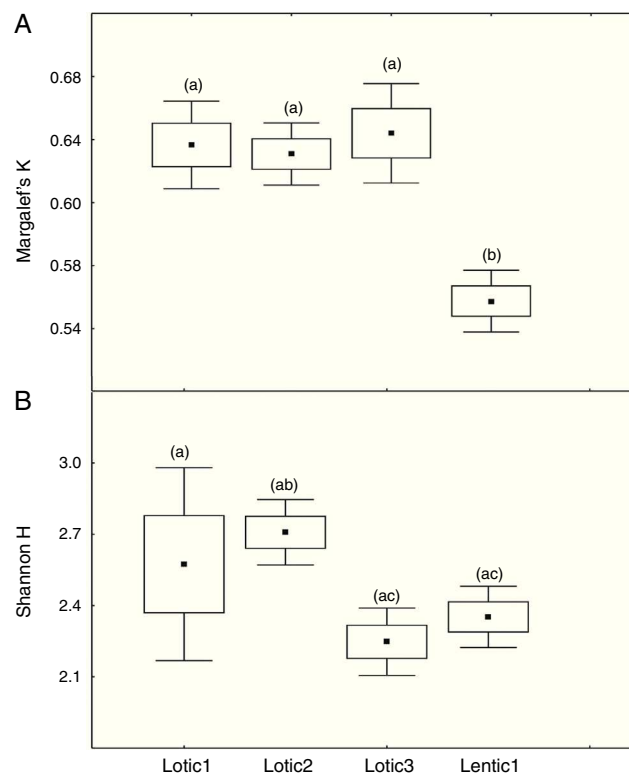 A
Margalef's K
0.68
0.64
0.60
0.58
0.54
(a)
(a)
(a)
(b)
B
Shannon H
3.0
2.7
2.4
2.1
(a)
(ab)
(ac)
(ac)
Lotic1 Lotic2 Lotic3 Lentic1